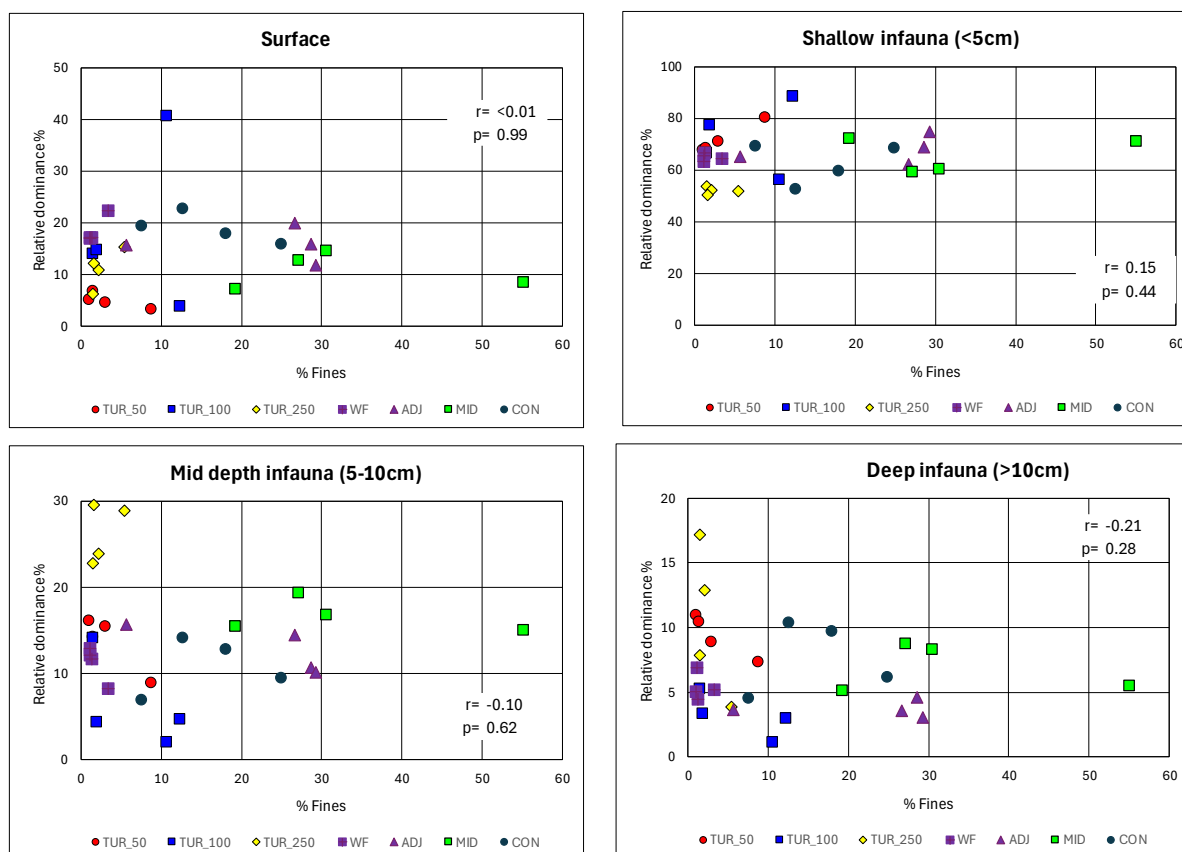 Surface
50
40
30
20
10
0
Relative dominance %
r= <0.01
p= 0.99
0 10 20 30 40 50 60
% Fines
TUR_50 TUR_100 TUR_250 WF ADJ MID CON
Shallow infauna (<5cm)
100
80
60
40
20
0
Relative dominance %
r= 0.15
p= 0.44
0 10 20 30 40 50 60
% Fines
TUR_50 TUR_100 TUR_250 WF ADJ MID CON
Mid depth infauna (5-10cm)
30
20
10
0
Relative dominance %
r= -0.10
p= 0.62
0 10 20 30 40 50 60
% Fines
TUR_50 TUR_100 TUR_250 WF ADJ MID CON
Deep infauna (>10cm)
20
15
10
5
0
Relative dominance %
r= -0.21
p= 0.28
0 10 20 30 40 50 60
% Fines
TUR_50 TUR_100 TUR_250 WF ADJ MID CON